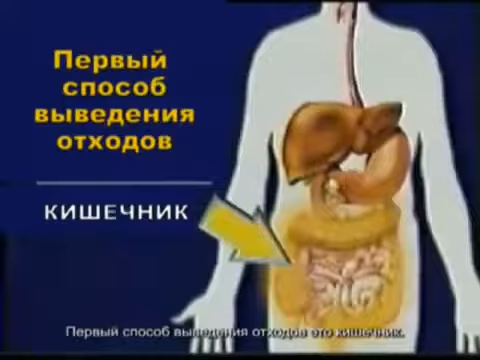 Первый
способ
выведения
отходов
КИШЕЧНИК
Первый способ выведения отходов это кишечник.